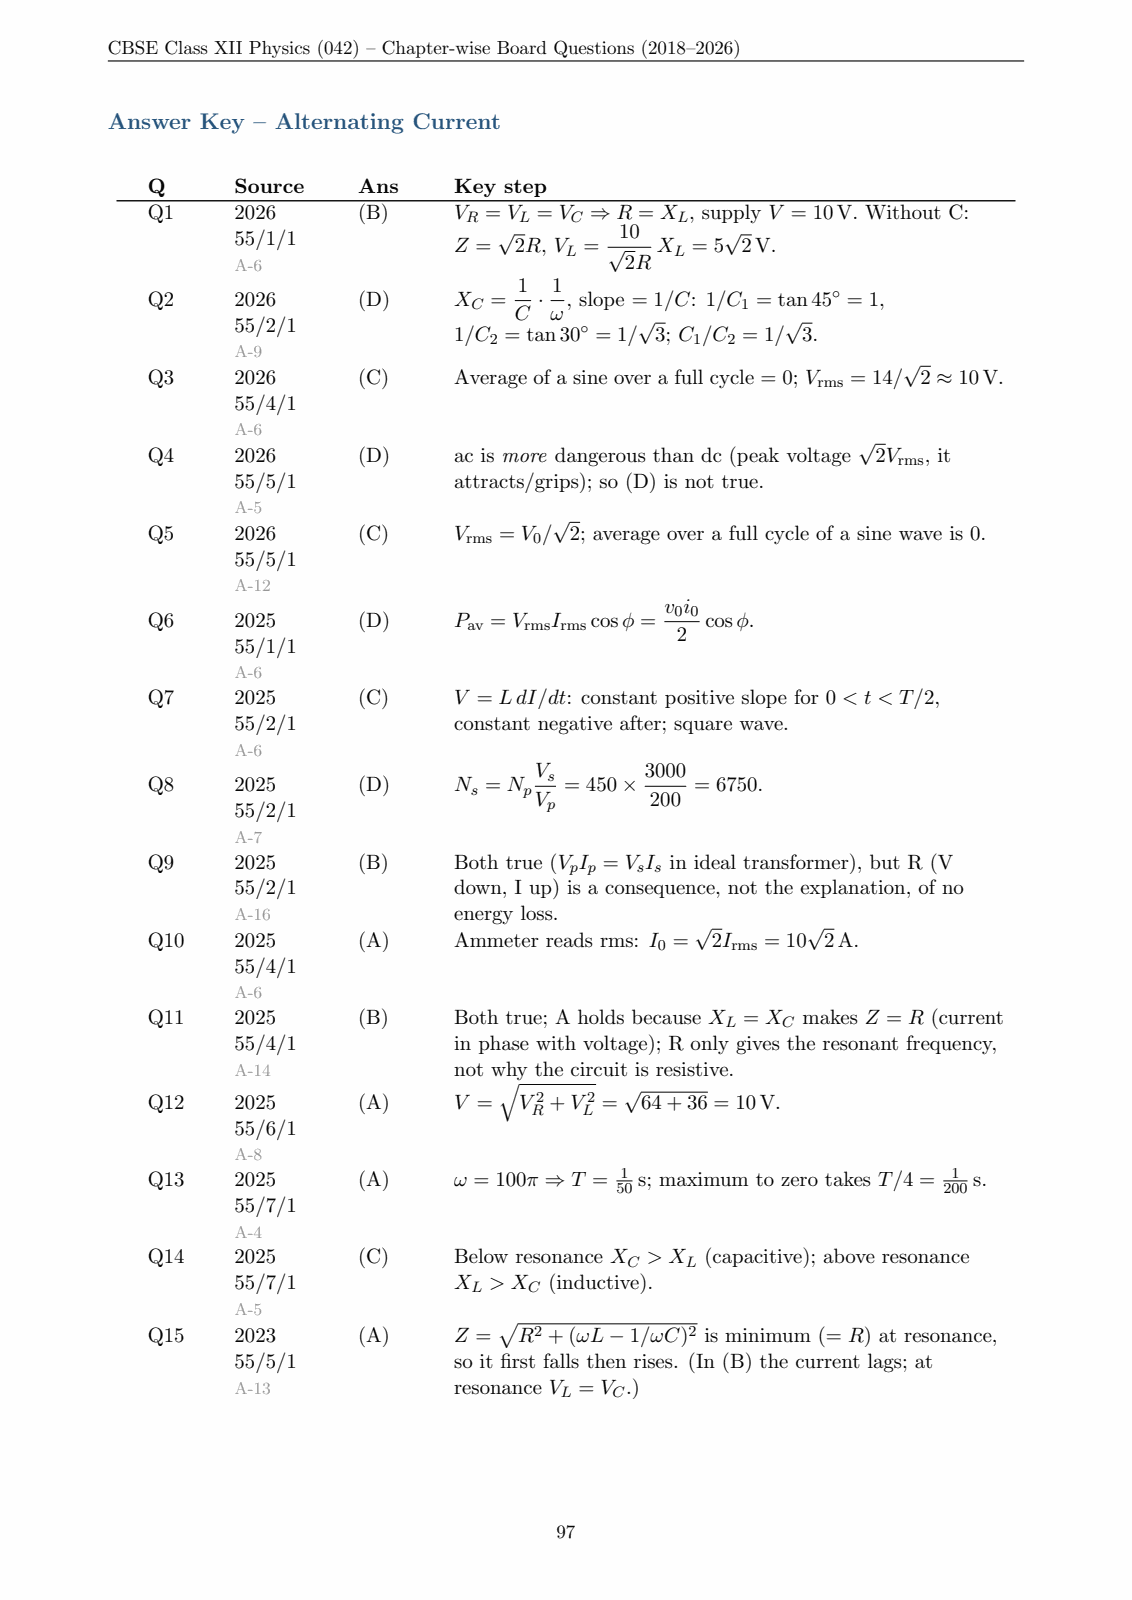 CBSE Class XII Physics (042) – Chapter-wise Board Questions (2018–2026)
Answer Key – Alternating Current
Q Source Ans Key step
Q1 2026 (B) V_R = V_L = V_C ⇒ R = X_L, supply V = 10 V. Without C:
55/1/1 Z = √2R, V_L = 10/(√2R) X_L = 5√2 V.
A-6
Q2 2026 (D) X_C = 1/C · 1/ω, slope = 1/C: 1/C₁ = tan 45° = 1,
55/2/1 1/C₂ = tan 30° = 1/√3; C₁/C₂ = 1/√3.
A-9
Q3 2026 (C) Average of a sine over a full cycle = 0; V_rms = 14/√2 ≈ 10 V.
55/4/1
A-6
Q4 2026 (D) ac is more dangerous than dc (peak voltage √2V_rms, it
55/5/1 attracts/grips); so (D) is not true.
A-5
Q5 2026 (C) V_rms = V₀/√2; average over a full cycle of a sine wave is 0.
55/5/1
A-12
Q6 2025 (D) P_av = V_rms I_rms cos ϕ = v₀i₀/2 cos ϕ.
55/1/1
A-6
Q7 2025 (C) V = L dI/dt: constant positive slope for 0 < t < T/2,
55/2/1 constant negative after; square wave.
A-6
Q8 2025 (D) N_s = N_p V_s/V_p = 450 × 3000/200 = 6750.
55/2/1
A-7
Q9 2025 (B) Both true (V_pI_p = V_sI_s in ideal transformer), but R (V
55/2/1 down, I up) is a consequence, not the explanation, of no
A-16 energy loss.
Q10 2025 (A) Ammeter reads rms: I₀ = √2I_rms = 10√2 A.
55/4/1
A-6
Q11 2025 (B) Both true; A holds because X_L = X_C makes Z = R (current
55/4/1 in phase with voltage); R only gives the resonant frequency,
A-14 not why the circuit is resistive.
Q12 2025 (A) V = √(V_R² + V_L²) = √(64 + 36) = 10 V.
55/6/1
A-8
Q13 2025 (A) ω = 100π ⇒ T = 1/50 s; maximum to zero takes T/4 = 1/200 s.
55/7/1
A-4
Q14 2025 (C) Below resonance X_C > X_L (capacitive); above resonance
55/7/1 X_L > X_C (inductive).
A-5
Q15 2023 (A) Z = √(R² + (ωL − 1/ωC)²) is minimum (= R) at resonance,
55/5/1 so it first falls then rises. (In (B) the current lags; at
A-13 resonance V_L = V_C.)
97